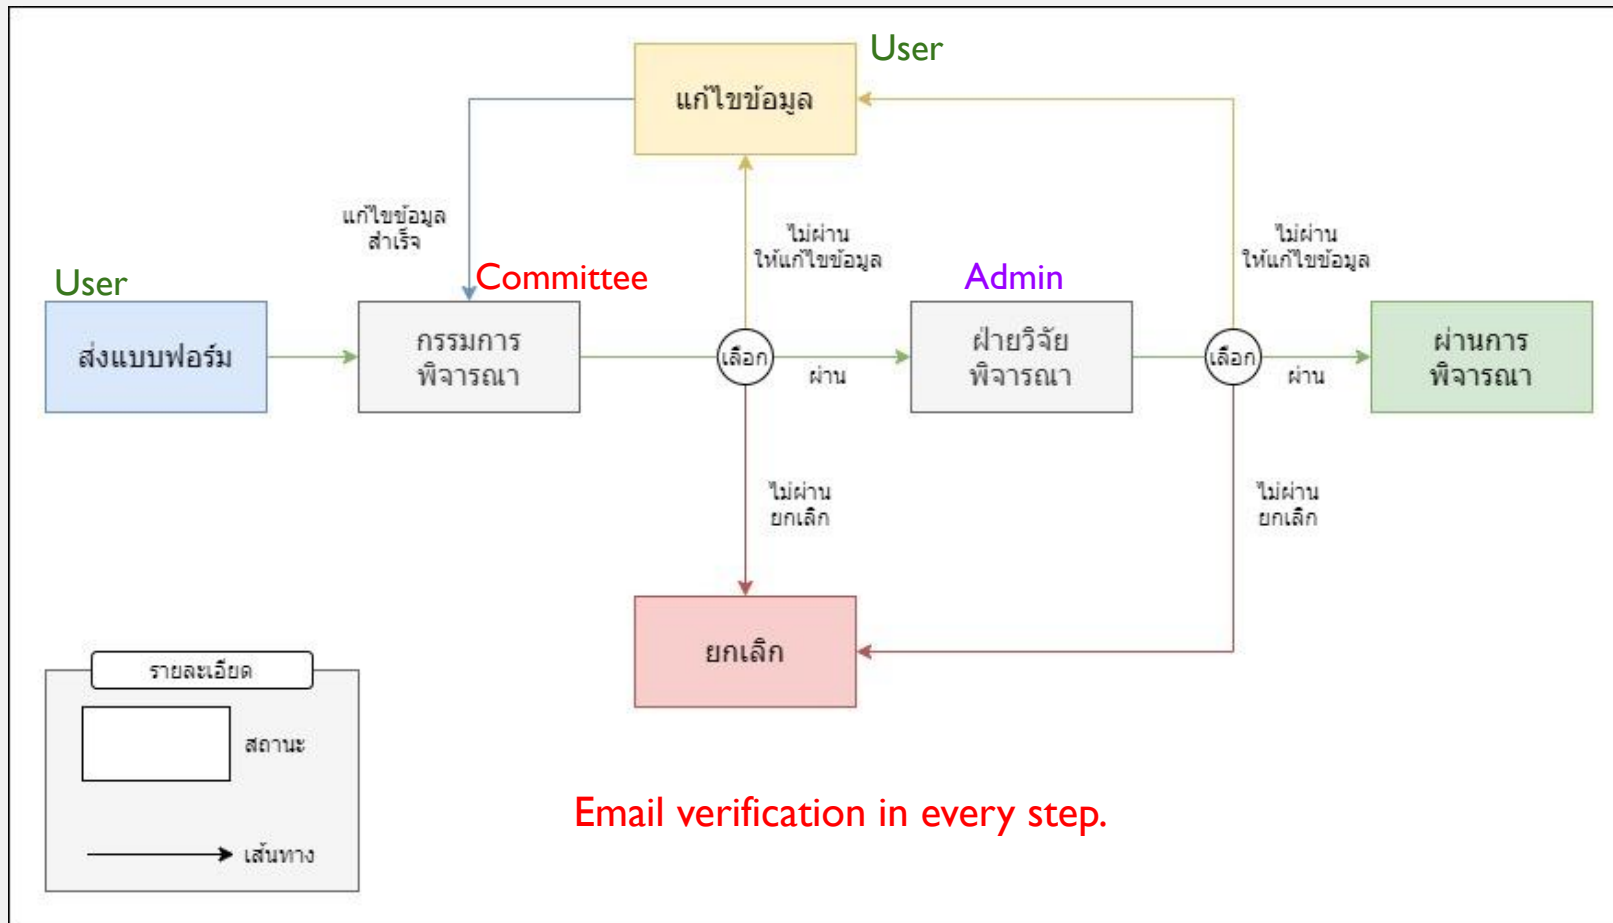 User
แก้ไขข้อมูล
แก้ไขข้อมูล
สำเร็จ
ไม่ผ่าน
ให้แก้ไขข้อมูล
ไม่ผ่าน
ให้แก้ไขข้อมูล
User
Committee
Admin
ส่งแบบฟอร์ม
กรรมการ
พิจารณา
เลือก
ผ่าน
ฝ่ายวิจัย
พิจารณา
เลือก
ผ่าน
ผ่านการ
พิจารณา
ไม่ผ่าน
ยกเลิก
ไม่ผ่าน
ยกเลิก
ยกเลิก
รายละเอียด
สถานะ
เส้นทาง
Email verification in every step.